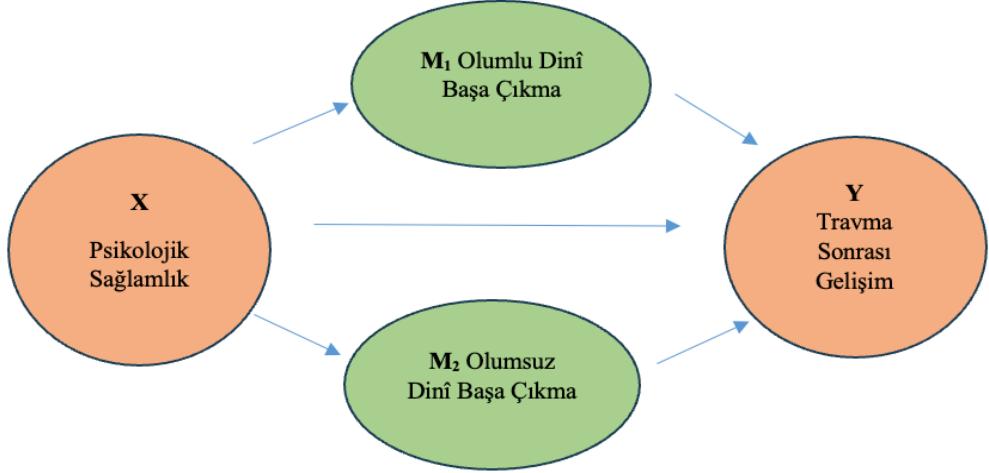 M₁ Olumlu Dinî
Başa Çıkma
X
Psikolojik
Sağlamlık
Y
Travma
Sonrası
Gelişim
M₂ Olumsuz
Dinî Başa Çıkma